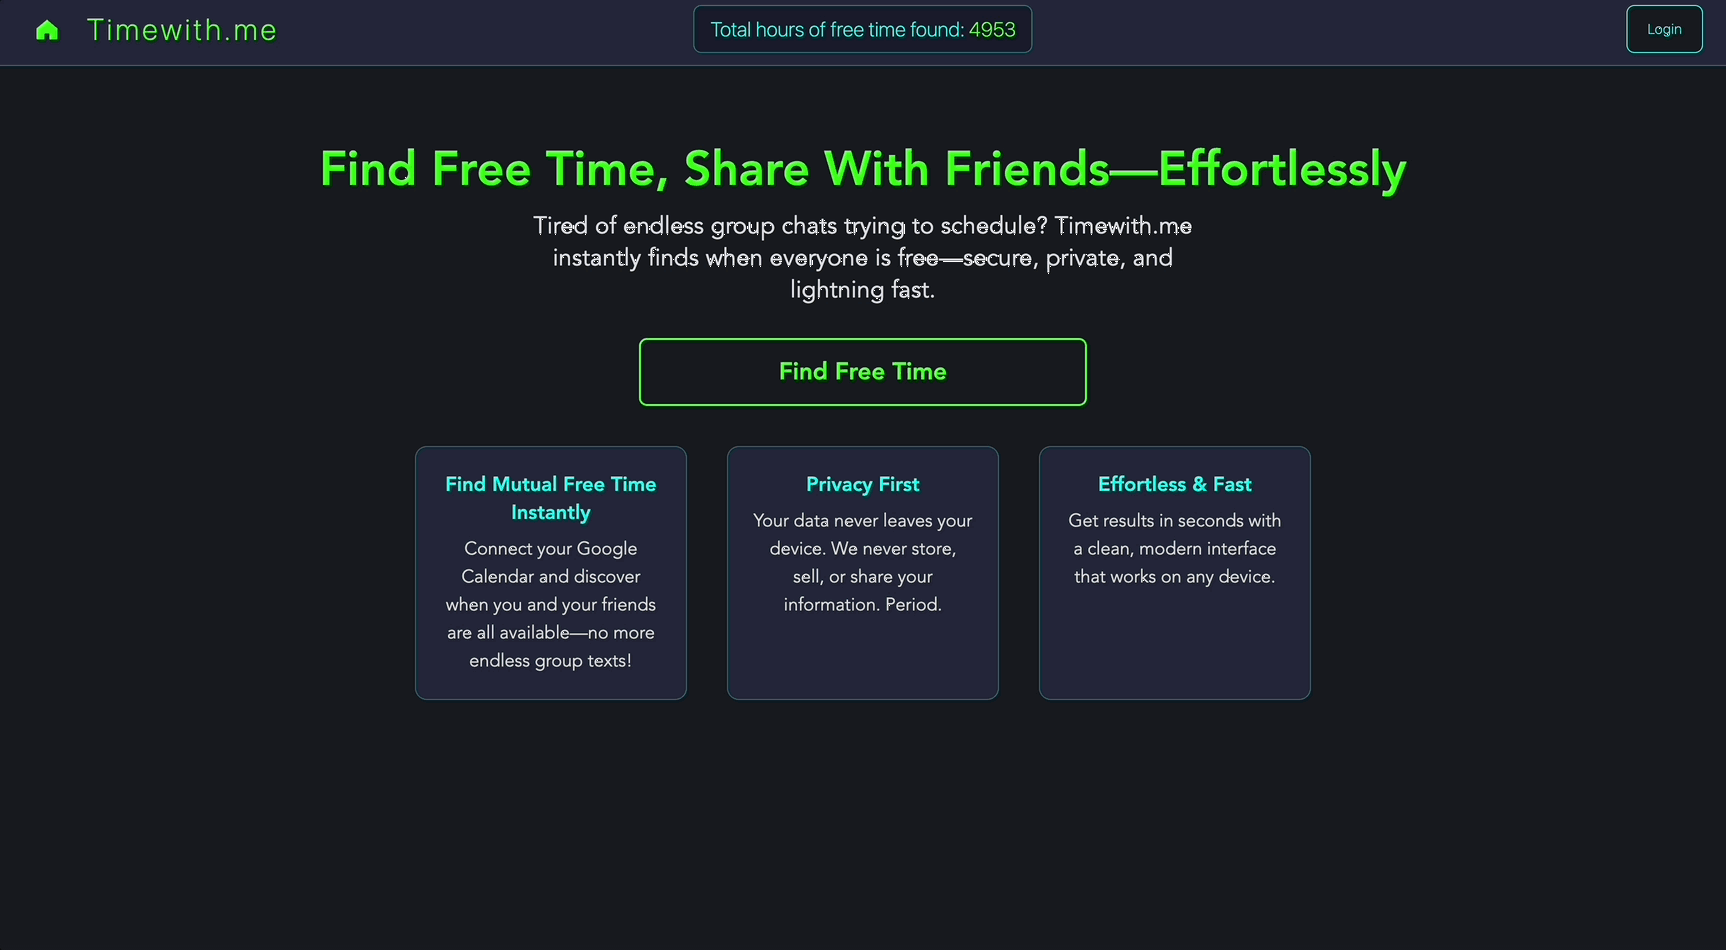 Timewith.me
Total hours of free time found: 4953
Login
Find Free Time, Share With Friends—Effortlessly
Tired of endless group chats trying to schedule? Timewith.me
instantly finds when everyone is free—secure, private, and
lightning fast.
Find Free Time
Find Mutual Free Time
Instantly
Connect your Google
Calendar and discover
when you and your friends
are all available—no more
endless group texts!
Privacy First
Your data never leaves your
device. We never store,
sell, or share your
information. Period.
Effortless & Fast
Get results in seconds with
a clean, modern interface
that works on any device.